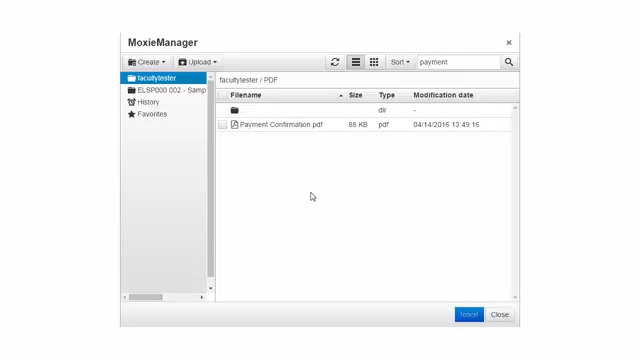 MoxieManager ×
Create Upload Sort payment
facultytester facultytester / PDF
ELSP000 002 - Samp
History
Favorites
Filename Size Type Modification date
.. dir -
Payment Confirmation.pdf 88 KB pdf 04/14/2016 13:49:16
Close